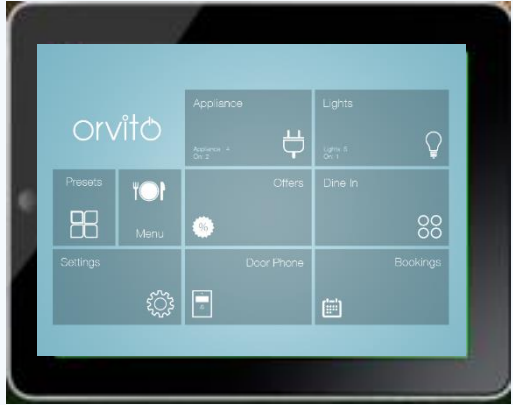 orvito
Appliance
Appliance 4
On 2
Lights
Lights 5
On 1
Presets
Menu
Offers
%
Dine In
Settings
Door Phone
Bookings